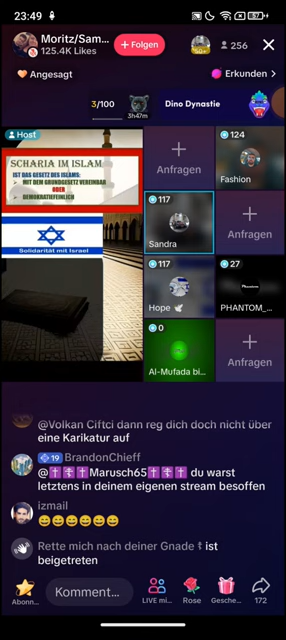 23:49
Moritz/Sam...
125.4K Likes
+ Folgen
256
Angesagt
Erkunden >
3/100
3h47m
Dino Dynastie
Host
SCHARIA IM ISLAM
IST DAS GESETZ DES ISLAMS:
MIT DEM GRUNDGESETZ VEREINBAR
ODER
DEMOKRATIEFEINLICH
Solidarität mit Israel
Anfragen
124
Fashion
117
Sandra
Anfragen
117
Hope
27
PHANTOM_...
0
Al-Mufada bi...
Anfragen
@Volkan Ciftci dann reg dich doch nicht über
eine Karikatur auf
19 BrandonChieff
@Marusch65 du warst
letztens in deinem eigenen stream besoffen
izmail
Rette mich nach deiner Gnade ist
beigetreten
Abonn...
Komment...
LIVE mi...
Rose
Gesche...
172